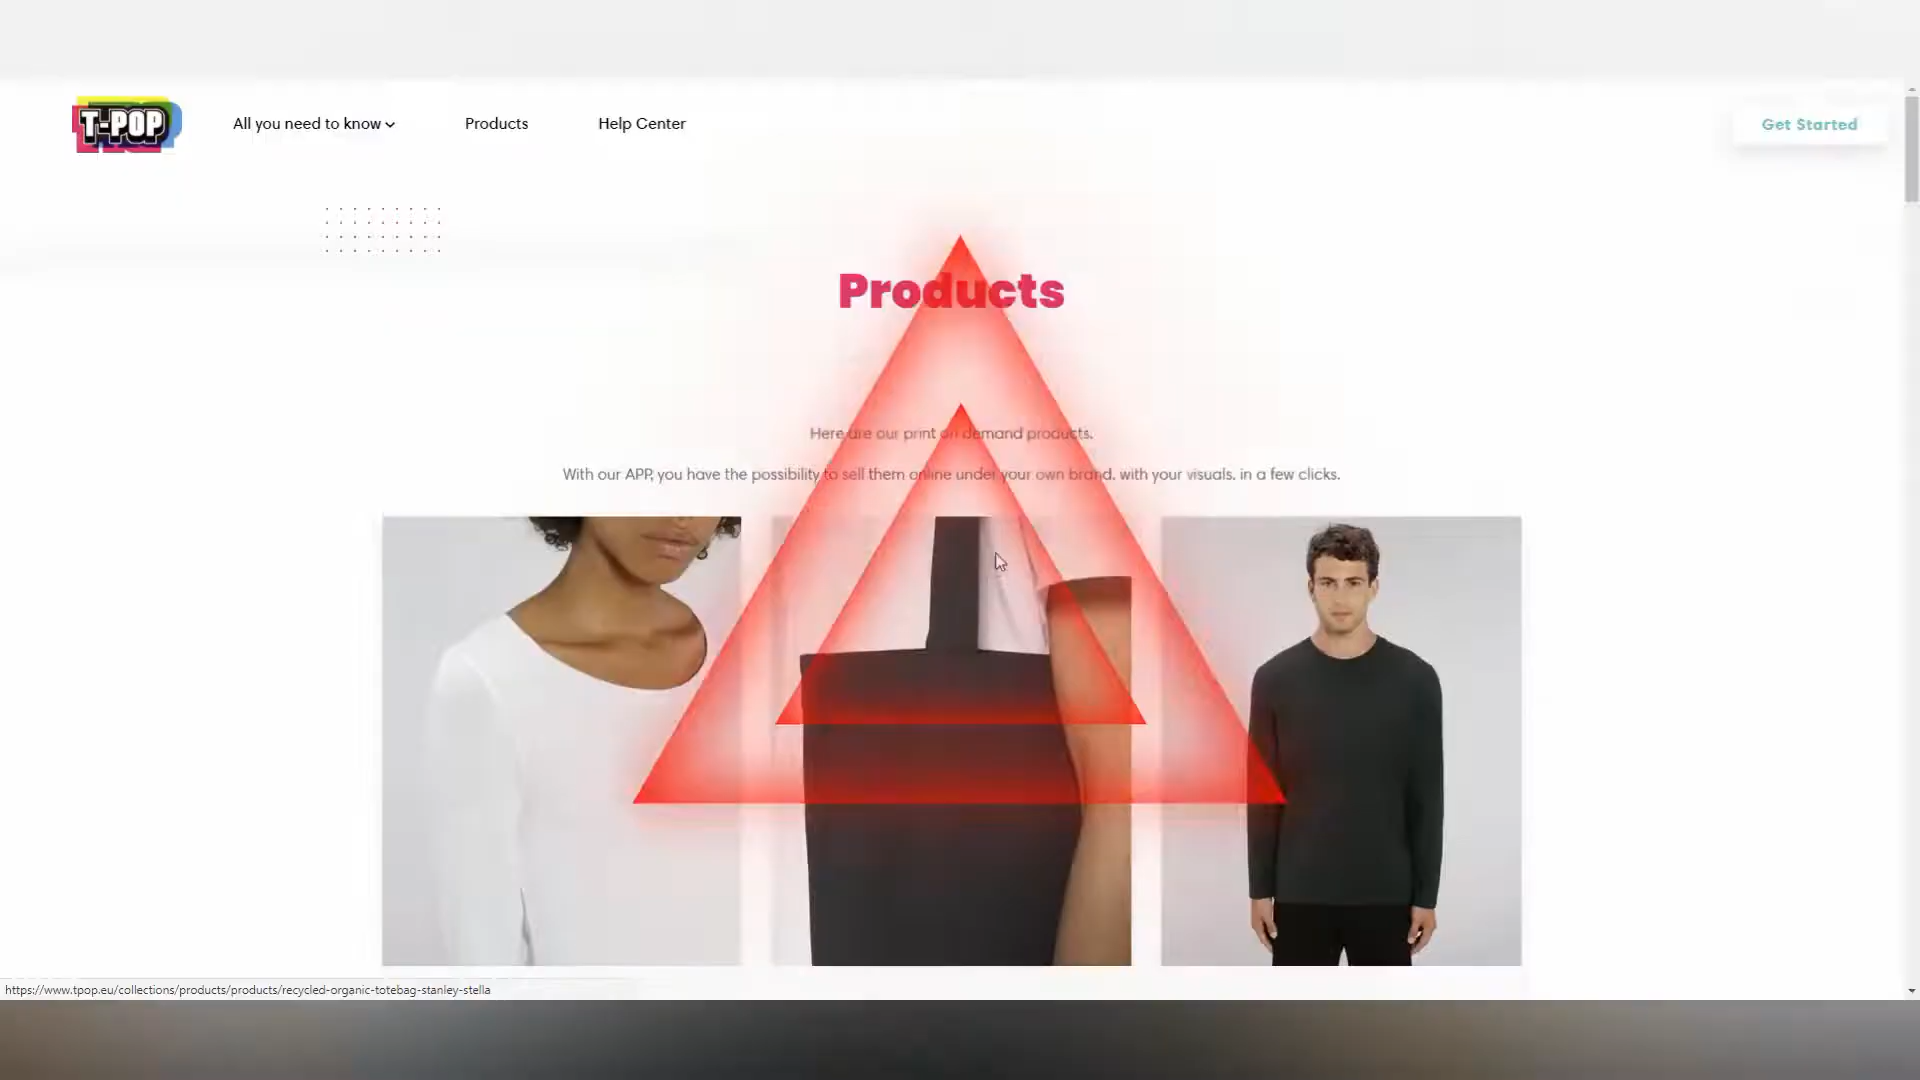 T-POP
All you need to know
Products
Help Center
Get Started
Products
Here are our print on demand products.
With our APP, you have the possibility to sell them online under your own brand, with your visuals, in a few clicks.
https://www.tpop.eu/collections/products/products/recycled-organic-totebag-stanley-stella